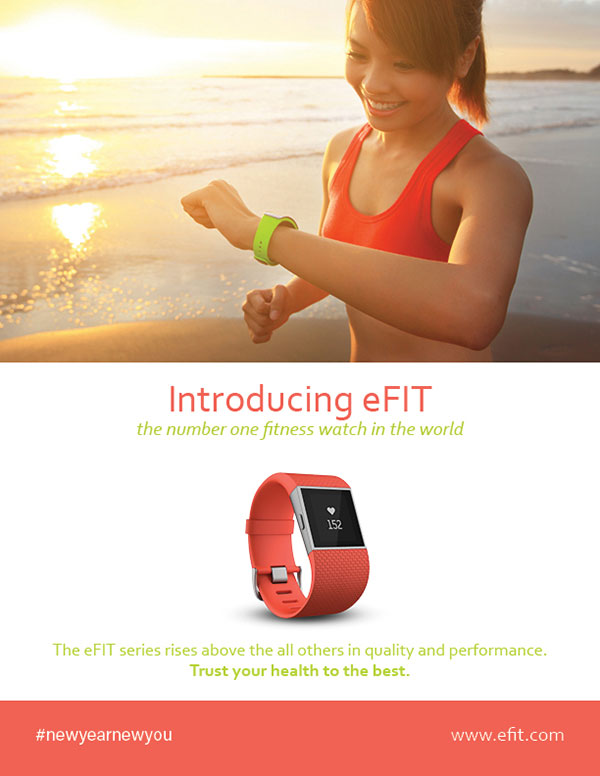 Introducing eFIT
the number one fitness watch in the world
152
The eFIT series rises above the all others in quality and performance.
Trust your health to the best.
#newyearnewyou
www.efit.com